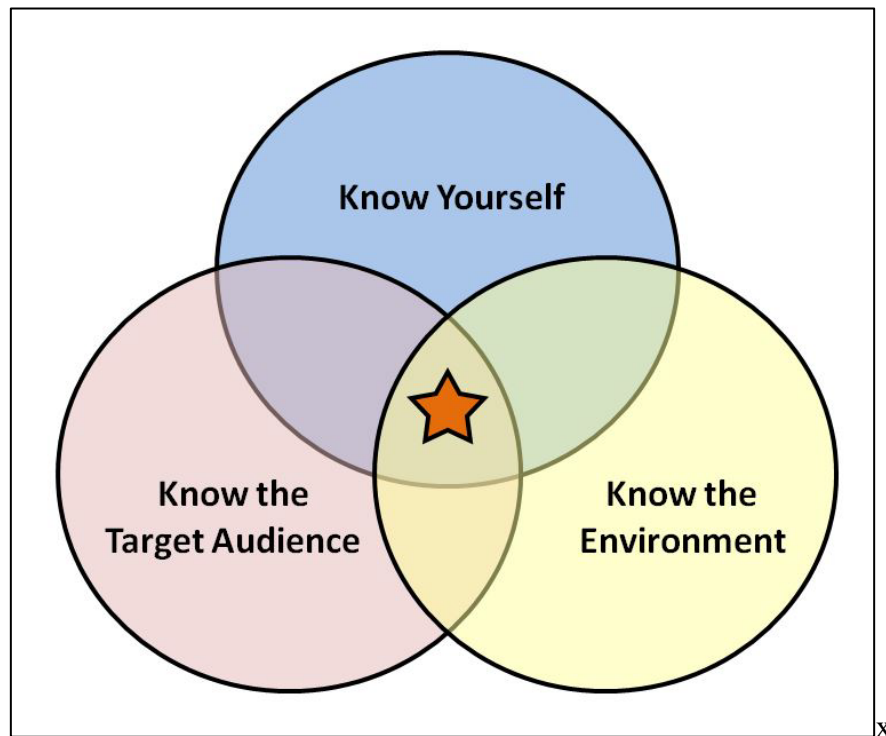 Know Yourself
Know the
Target Audience
Know the
Environment
x